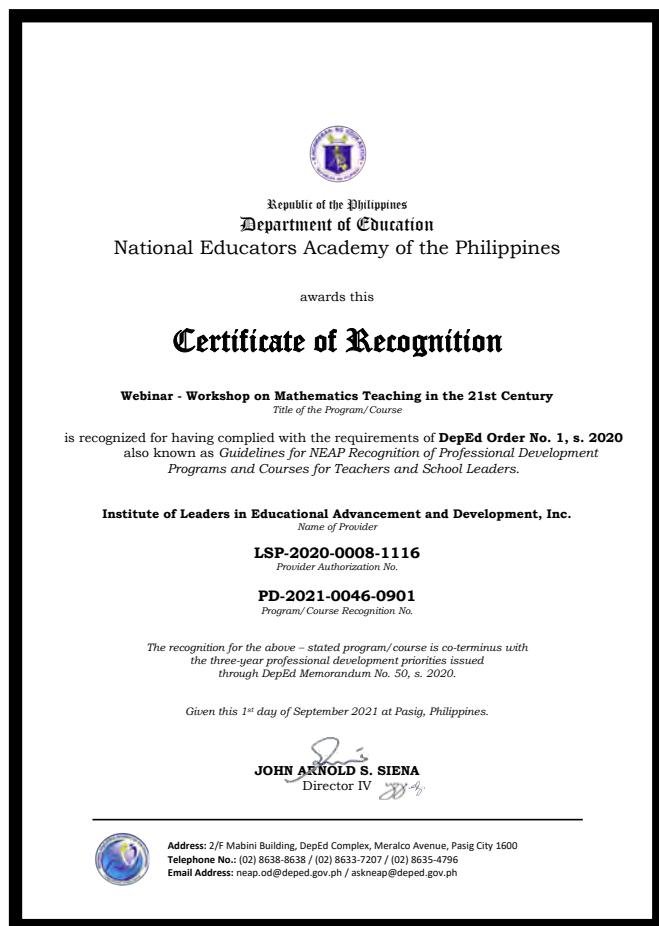 Republic of the Philippines
Department of Education
National Educators Academy of the Philippines
awards this
Certificate of Recognition
Webinar - Workshop on Mathematics Teaching in the 21st Century
Title of the Program/Course
is recognized for having complied with the requirements of DepEd Order No. 1, s. 2020
also known as Guidelines for NEAP Recognition of Professional Development
Programs and Courses for Teachers and School Leaders.
Institute of Leaders in Educational Advancement and Development, Inc.
Name of Provider
LSP-2020-0008-1116
Provider Authorization No.
PD-2021-0046-0901
Program/Course Recognition No.
The recognition for the above – stated program/course is co-terminus with
the three-year professional development priorities issued
through DepEd Memorandum No. 50, s. 2020.
Given this 1st day of September 2021 at Pasig, Philippines.
JOHN ARNOLD S. SIENA
Director IV
Address: 2/F Mabini Building, DepEd Complex, Meralco Avenue, Pasig City 1600
Telephone No.: (02) 8638-8638 / (02) 8633-7207 / (02) 8635-4796
Email Address: neap.od@deped.gov.ph / askneap@deped.gov.ph